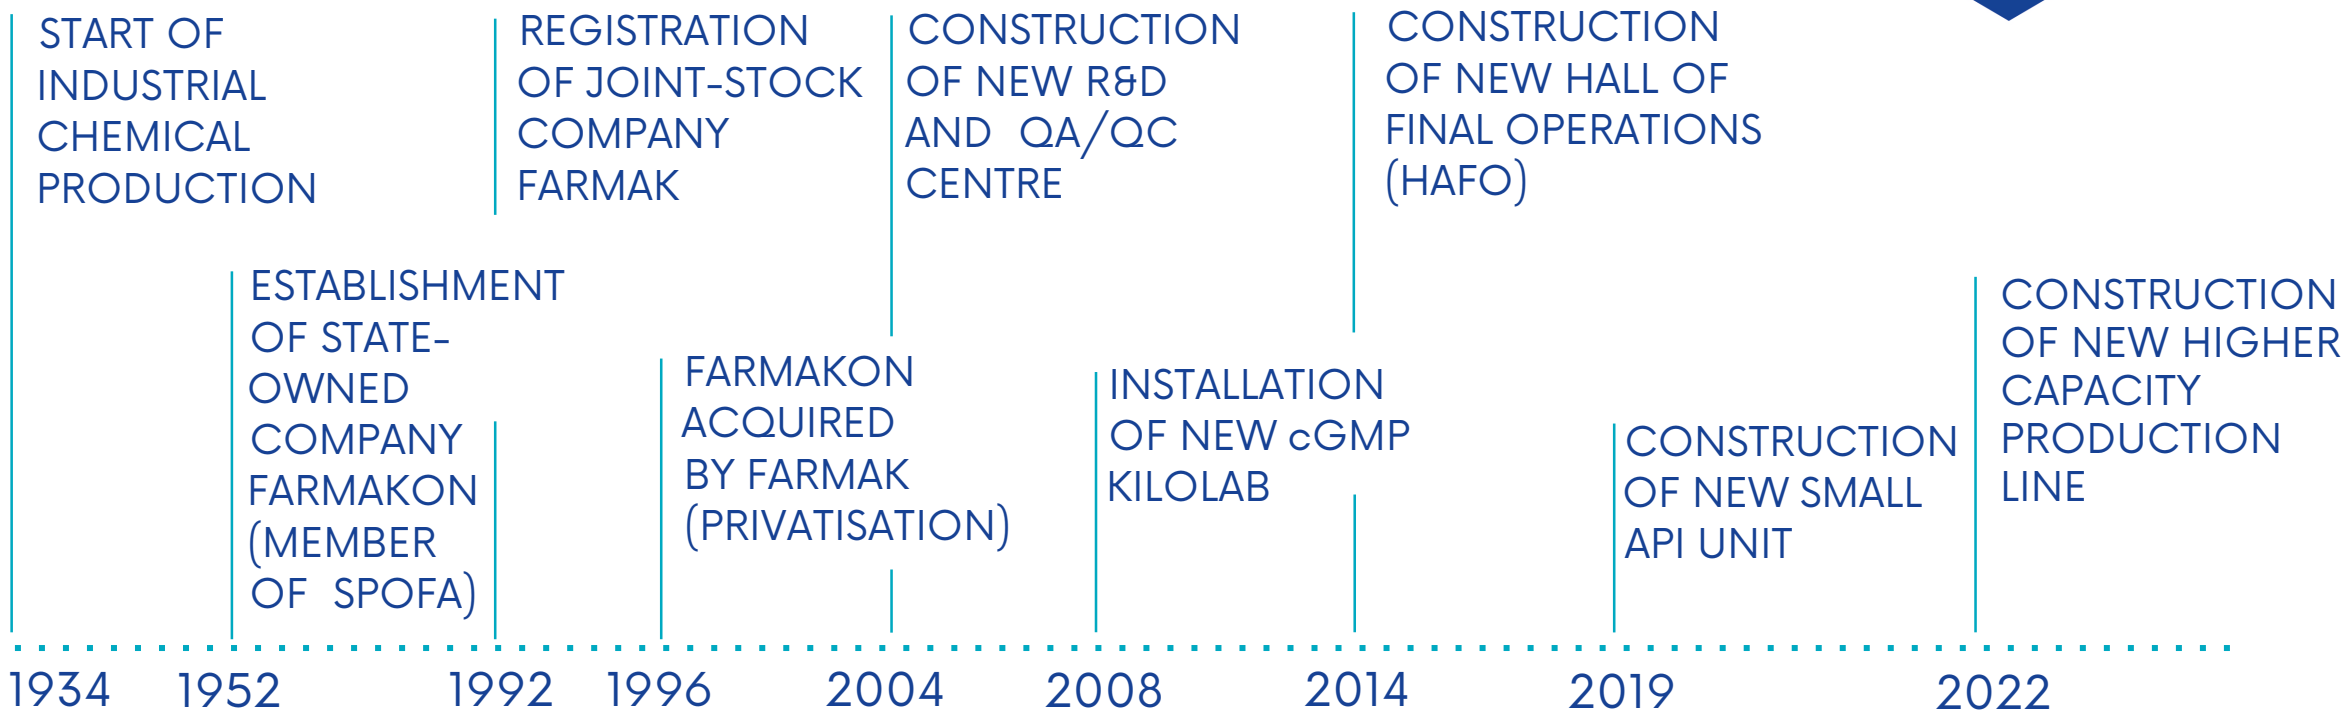 START OF
INDUSTRIAL
CHEMICAL
PRODUCTION
REGISTRATION
OF JOINT-STOCK
COMPANY
FARMAK
CONSTRUCTION
OF NEW R&D
AND QA/QC
CENTRE
CONSTRUCTION
OF NEW HALL OF
FINAL OPERATIONS
(HAFO)
ESTABLISHMENT
OF STATE-
OWNED
COMPANY
FARMAKON
(MEMBER
OF SPOFA)
FARMAKON
ACQUIRED
BY FARMAK
(PRIVATISATION)
INSTALLATION
OF NEW cGMP
KILOLAB
CONSTRUCTION
OF NEW SMALL
API UNIT
CONSTRUCTION
OF NEW HIGHER
CAPACITY
PRODUCTION
LINE
1934 1952 1992 1996 2004 2008 2014 2019 2022